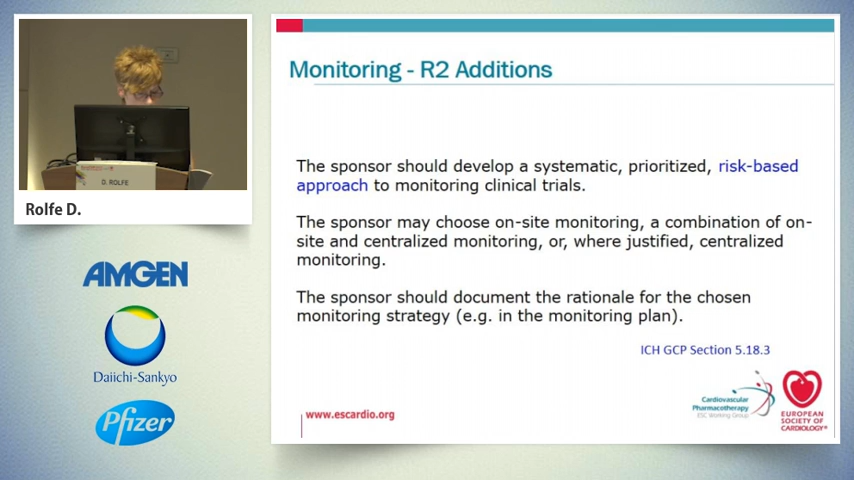 D. ROLFE
Rolfe D.
AMGEN
Daiichi-Sankyo
Pfizer
Monitoring - R2 Additions
The sponsor should develop a systematic, prioritized, risk-based
approach to monitoring clinical trials.
The sponsor may choose on-site monitoring, a combination of on-
site and centralized monitoring, or, where justified, centralized
monitoring.
The sponsor should document the rationale for the chosen
monitoring strategy (e.g. in the monitoring plan).
ICH GCP Section 5.18.3
www.escardio.org
Cardiovascular
Pharmacotherapy
ESC Working Group
EUROPEAN
SOCIETY OF
CARDIOLOGY®